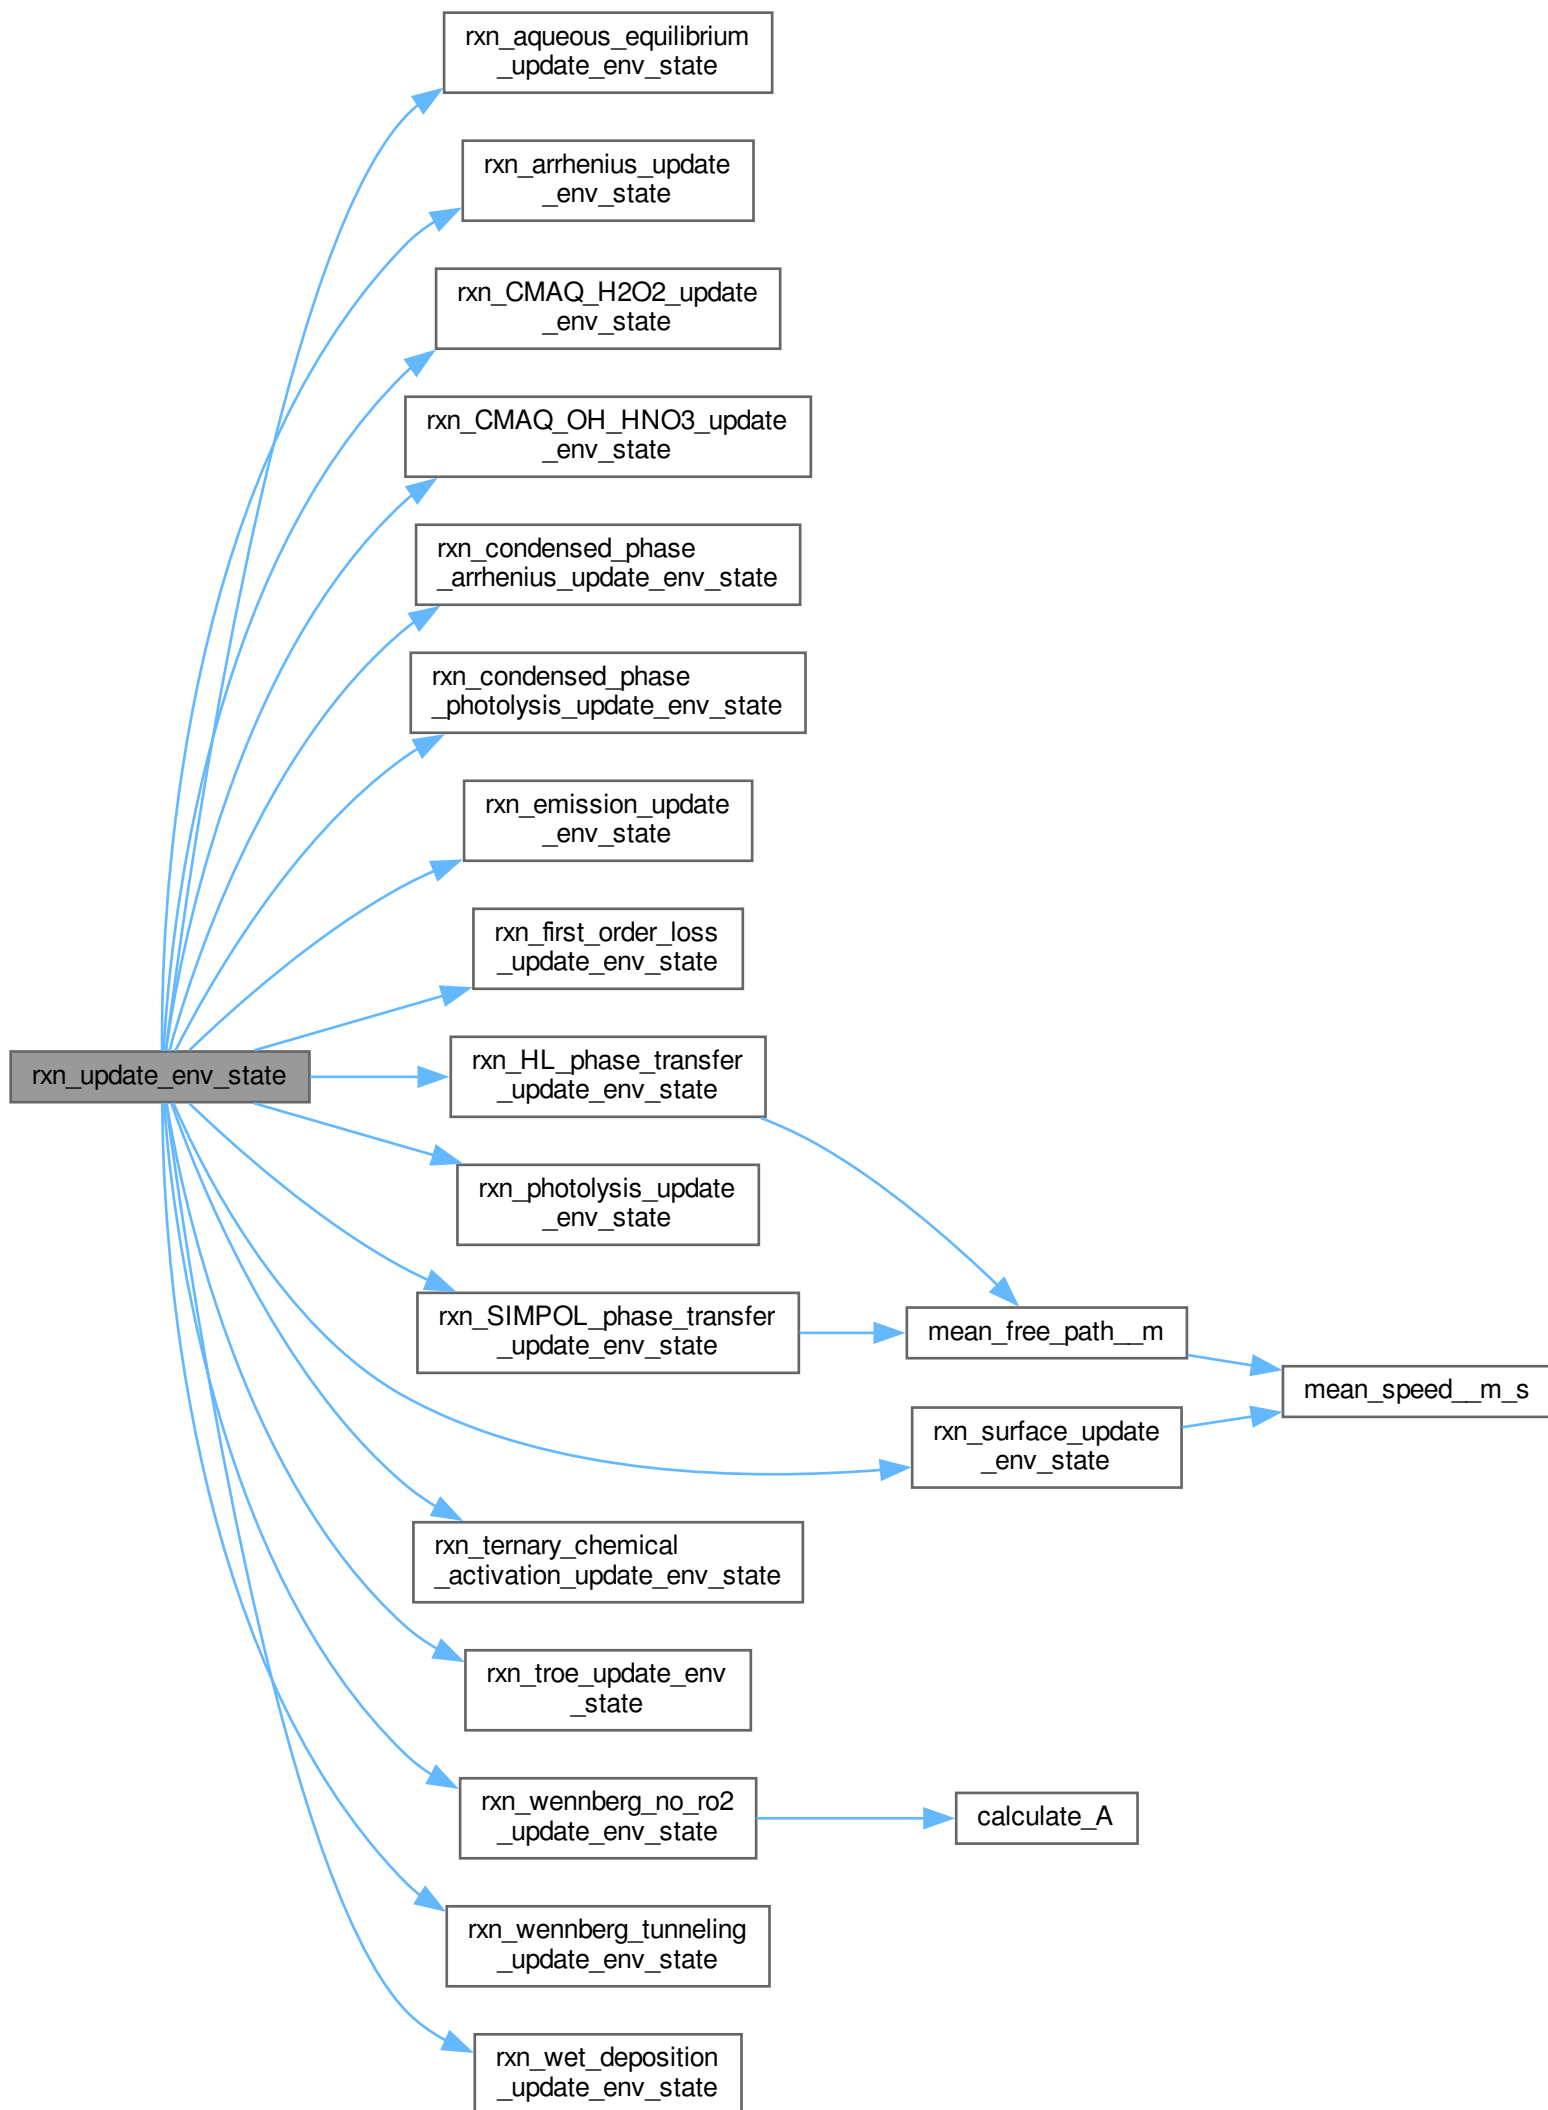 rxn_aqueous_equilibrium
_update_env_state
rxn_arrhenius_update
_env_state
rxn_CMAQ_H2O2_update
_env_state
rxn_CMAQ_OH_HNO3_update
_env_state
rxn_condensed_phase
_arrhenius_update_env_state
rxn_condensed_phase
_photolysis_update_env_state
rxn_emission_update
_env_state
rxn_first_order_loss
_update_env_state
rxn_update_env_state
rxn_HL_phase_transfer
_update_env_state
rxn_photolysis_update
_env_state
rxn_SIMPOL_phase_transfer
_update_env_state
mean_free_path__m
mean_speed__m_s
rxn_surface_update
_env_state
rxn_ternary_chemical
_activation_update_env_state
rxn_troe_update_env
_state
rxn_wennberg_no_ro2
_update_env_state
calculate_A
rxn_wennberg_tunneling
_update_env_state
rxn_wet_deposition
_update_env_state